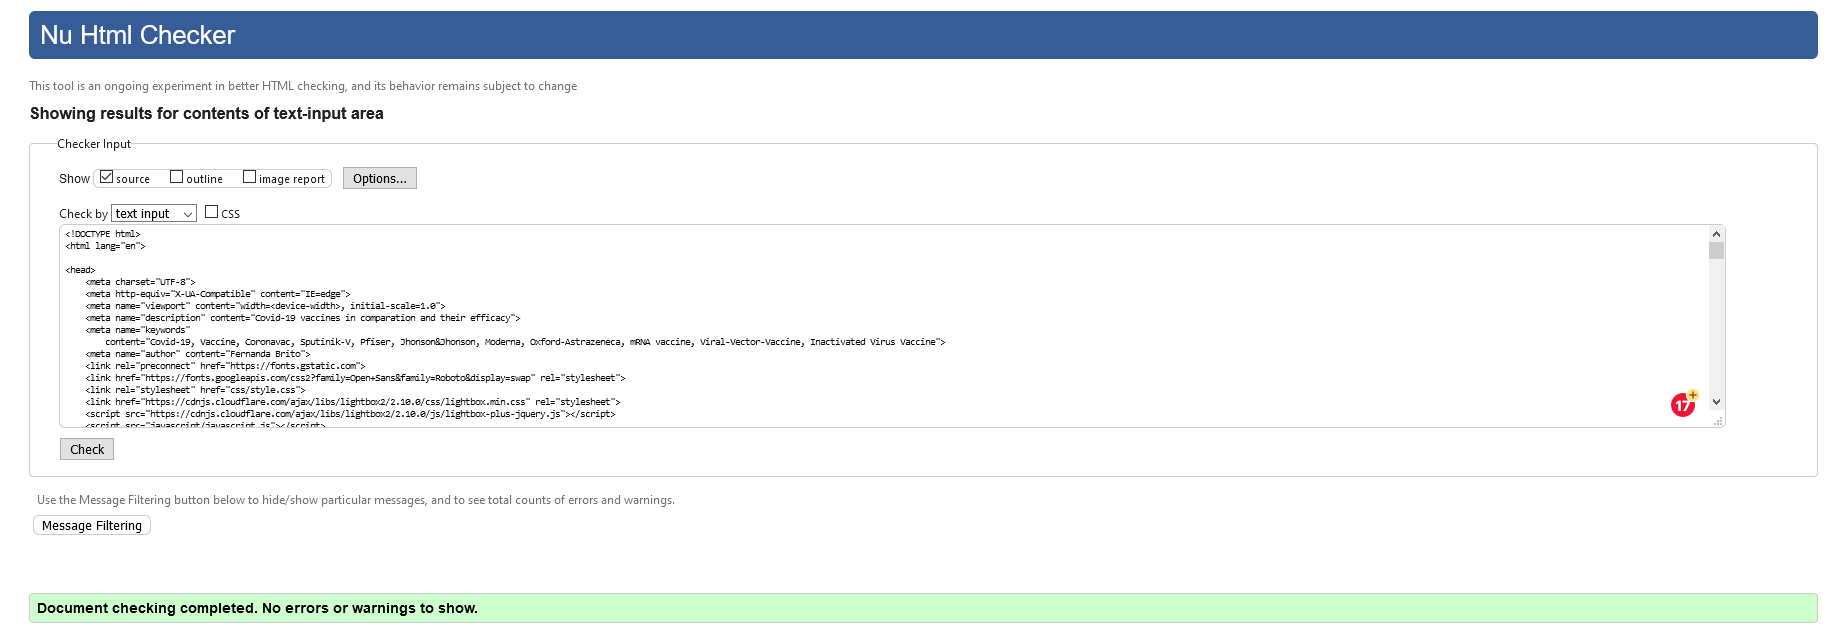 Nu Html Checker
This tool is an ongoing experiment in better HTML checking, and its behavior remains subject to change
Showing results for contents of text-input area
Checker Input
Show source outline image report Options...
Check by text input CSS
<!DOCTYPE html>
<html lang="en">
<head>
<meta charset="UTF-8">
<meta http-equiv="X-UA-Compatible" content="IE=edge">
<meta name="viewport" content="width=<device-width>, initial-scale=1.0">
<meta name="description" content="Covid-19 vaccines in comparation and their efficacy">
<meta name="keywords"
content="Covid-19, Vaccine, Coronavac, Sputinik-V, Pfiser, Jhonson&Jhonson, Moderna, Oxford-Astrazeneca, mRNA vaccine, Viral-Vector-Vaccine, Inactivated Virus Vaccine">
<meta name="author" content="Fernanda Brito">
<link rel="preconnect" href="https://fonts.gstatic.com">
<link href="https://fonts.googleapis.com/css2?family=Open+Sans&family=Roboto&display=swap" rel="stylesheet">
<link rel="stylesheet" href="css/style.css">
<link href="https://cdnjs.cloudflare.com/ajax/libs/lightbox2/2.10.0/css/lightbox.min.css" rel="stylesheet">
<script src="https://cdnjs.cloudflare.com/ajax/libs/lightbox2/2.10.0/js/lightbox-plus-jquery.js"></script>
<script src="javascript/javascript.js"></script>
17+
Check
Use the Message Filtering button below to hide/show particular messages, and to see total counts of errors and warnings.
Message Filtering
Document checking completed. No errors or warnings to show.